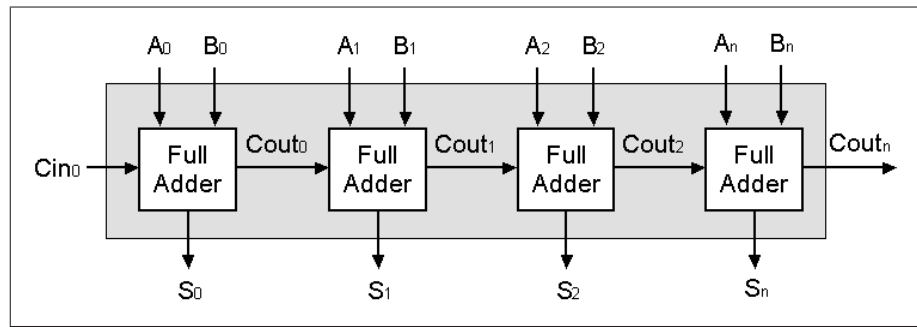 A0 B0 A1 B1 A2 B2 An Bn
Cin0 Full Adder Cout0 Full Adder Cout1 Full Adder Cout2 Full Adder Coutn
S0 S1 S2 Sn